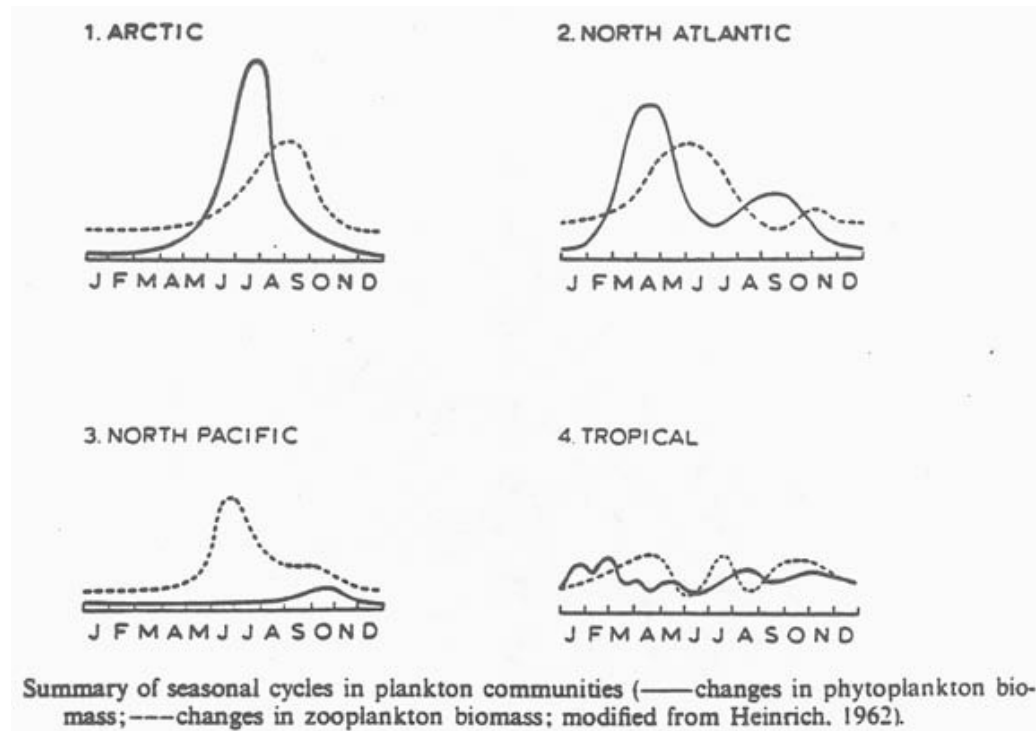 1. ARCTIC
2. NORTH ATLANTIC
J F M A M J J A S O N D
J F M A M J J A S O N D
3. NORTH PACIFIC
4. TROPICAL
J F M A M J J A S O N D
J F M A M J J A S O N D
Summary of seasonal cycles in plankton communities (——changes in phytoplankton bio-
mass; ---changes in zooplankton biomass; modified from Heinrich. 1962).